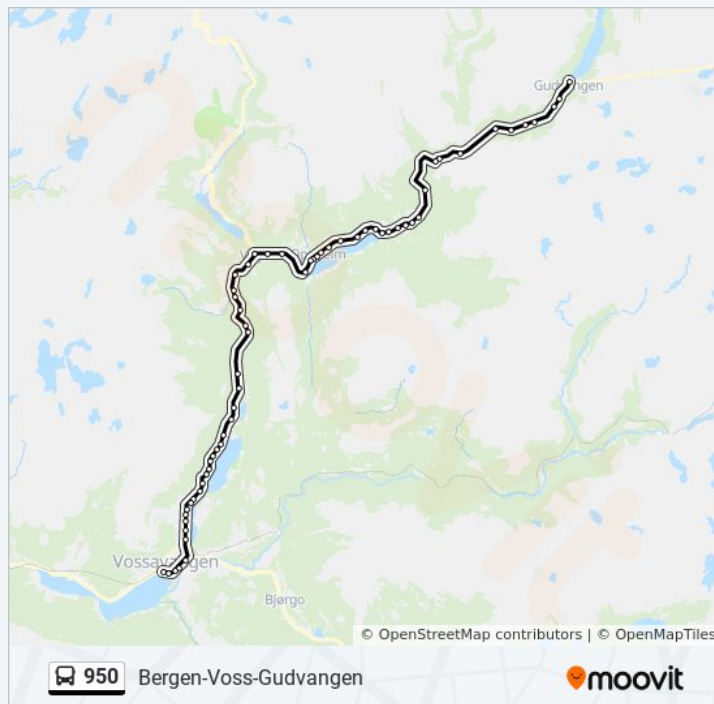 Gudvangen
Vossavangen
Bjørgo
© OpenStreetMap contributors | © OpenMapTiles
950 Bergen-Voss-Gudvangen
moovit